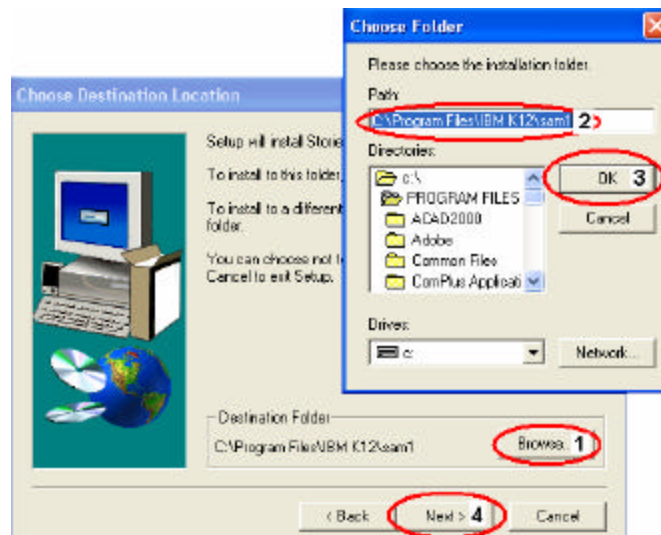 Choose Folder
Please choose the installation folder.
Path:
C:\Program Files\IBM K12\sam1 2
Directories:
c:\
PROGRAM FILES
ACAD2000
Adobe
Common Files
ComPlus Applicati
OK 3
Cancel
Drives:
c:
Network...
Choose Destination Location
Setup will install Storie
To install to this folder,
To install to a different
folder.
You can choose not t
Cancel to exit Setup.
Destination Folder
C:\Program Files\IBM K12\sam1
Browse. 1
< Back
Next > 4
Cancel